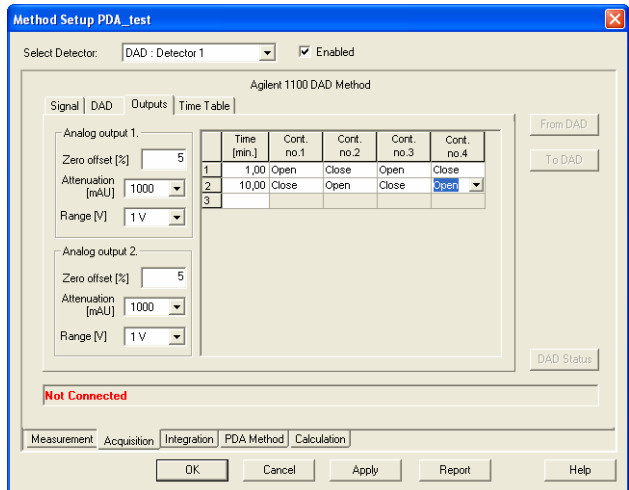 Method Setup PDA_test
Select Detector: DAD : Detector 1 Enabled
Agilent 1100 DAD Method
Signal DAD Outputs Time Table
From DAD
To DAD
Analog output 1.
Zero offset [%] 5
Attenuation [mAU] 1000
Range [V] 1 V
Time [min.] Cont. no.1 Cont. no.2 Cont. no.3 Cont. no.4
1 1,00 Open Close Open Close
2 10,00 Close Open Close Open
3
Analog output 2.
Zero offset [%] 5
Attenuation [mAU] 1000
Range [V] 1 V
DAD Status
Not Connected
Measurement Acquisition Integration PDA Method Calculation
OK Cancel Apply Report Help